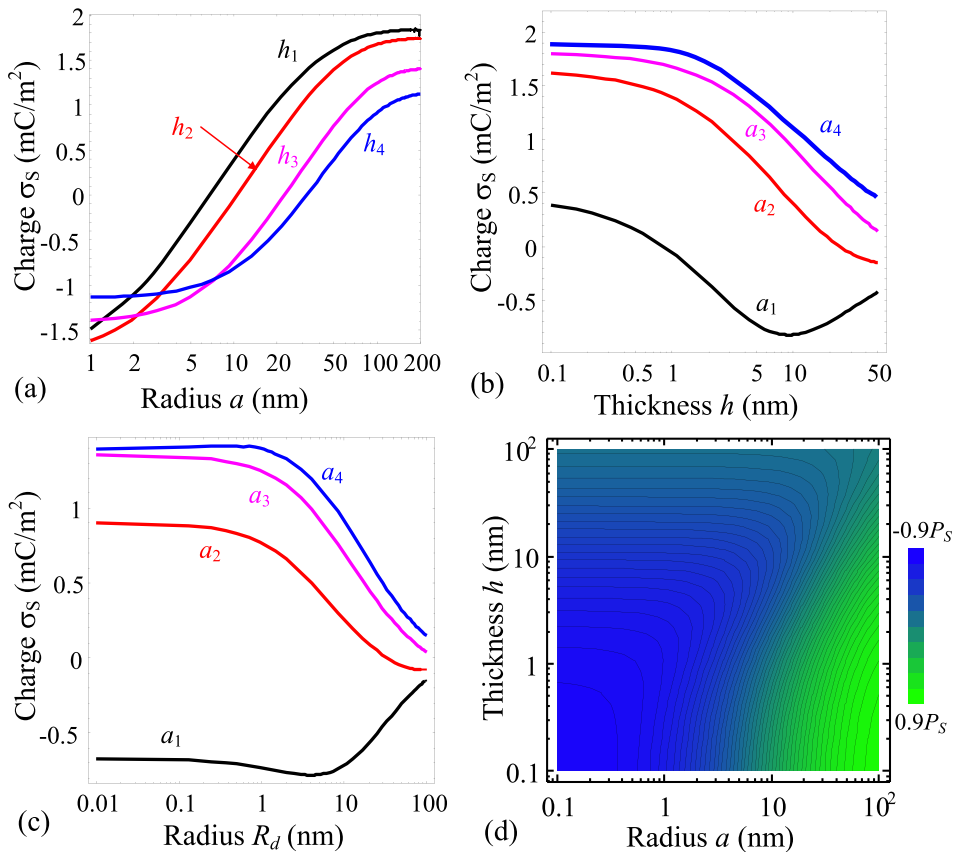 2
1.5
1
0.5
0
-0.5
-1
-1.5
Charge σS (mC/m2)
h1
h2
h3
h4
1 2 5 10 20 50 100 200
Radius a (nm)
(a)
2
1.5
1
0.5
0
-0.5
Charge σS (mC/m2)
a4
a3
a2
a1
0.1 0.5 1 5 10 50
Thickness h (nm)
(b)
1
0.5
0
-0.5
Charge σS (mC/m2)
a4
a3
a2
a1
0.01 0.1 1 10 100
Radius Rd (nm)
(c)
102
10
1
0.1
Thickness h (nm)
-0.9PS
0.9PS
0.1 1 10 102
Radius a (nm)
(d)